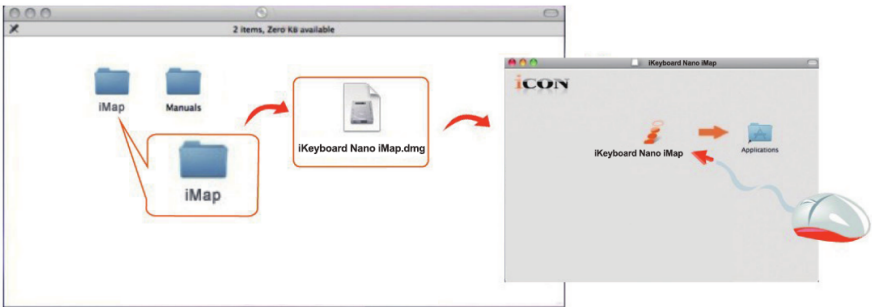 2 items, Zero KB available
iMap
Manuals
iMap
iKeyboard Nano iMap.dmg
iKeyboard Nano iMap
iCON
iKeyboard Nano iMap
Applications